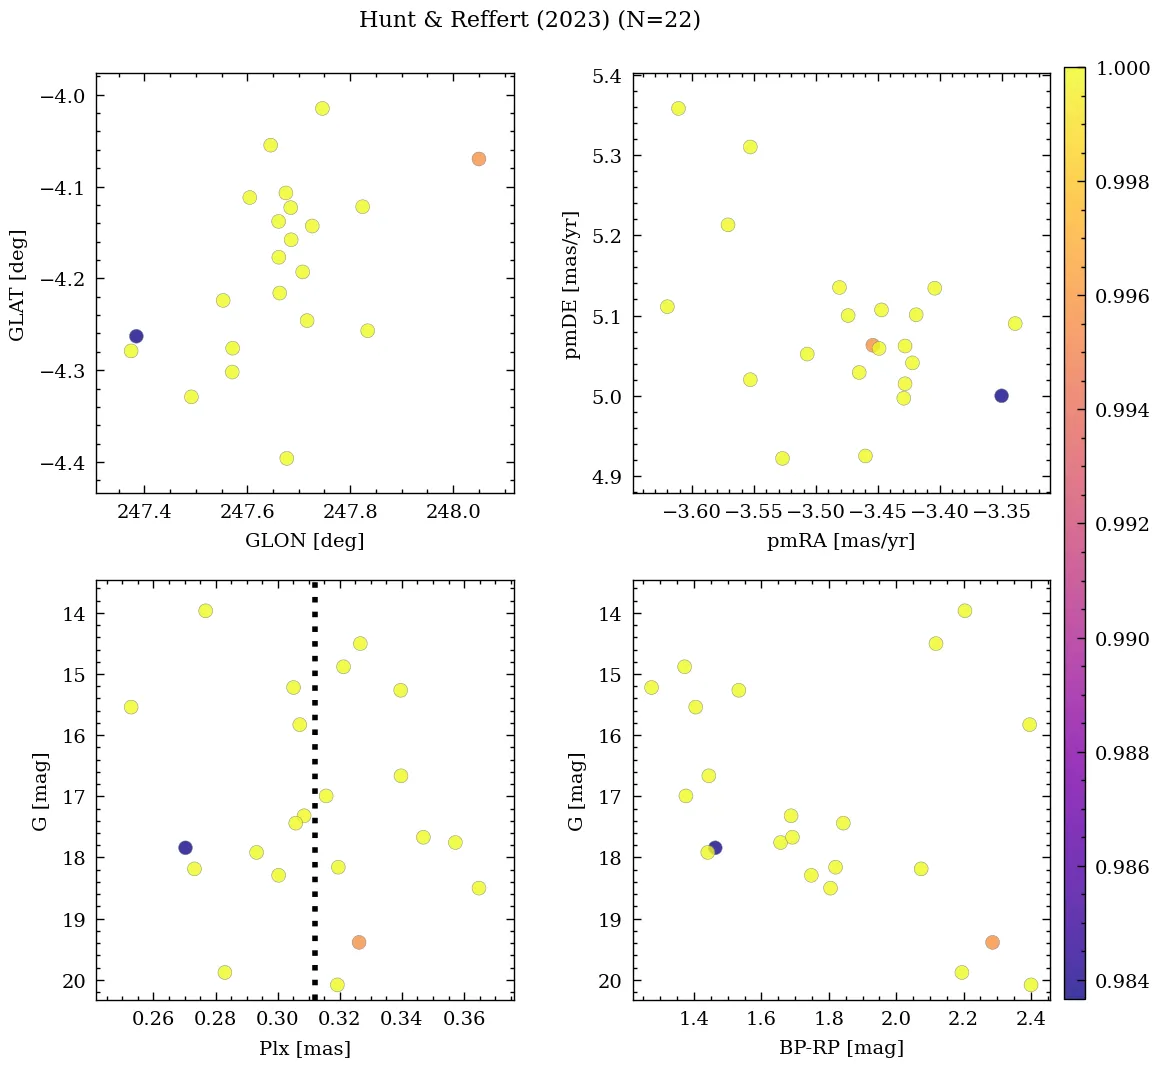 Hunt & Reffert (2023) (N=22)
−4.0
−4.1
−4.2
−4.3
−4.4
GLAT [deg]
247.4 247.6 247.8 248.0
GLON [deg]
5.4
5.3
5.2
5.1
5.0
4.9
pmDE [mas/yr]
−3.60 −3.55 −3.50 −3.45 −3.40 −3.35
pmRA [mas/yr]
14
15
16
17
18
19
20
G [mag]
0.26 0.28 0.30 0.32 0.34 0.36
Plx [mas]
14
15
16
17
18
19
20
G [mag]
1.4 1.6 1.8 2.0 2.2 2.4
BP-RP [mag]
1.000
0.998
0.996
0.994
0.992
0.990
0.988
0.986
0.984